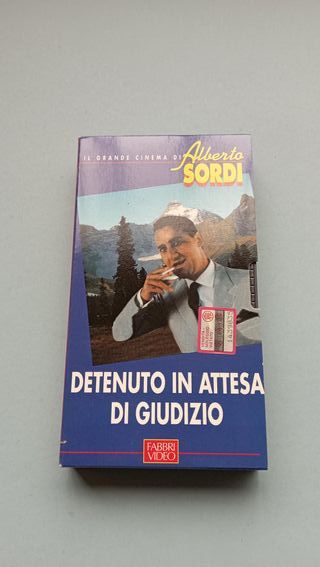 IL GRANDE CINEMA DI Alberto
SORDI
DETENUTO IN ATTESA
DI GIUDIZIO
FABBRI
VIDEO